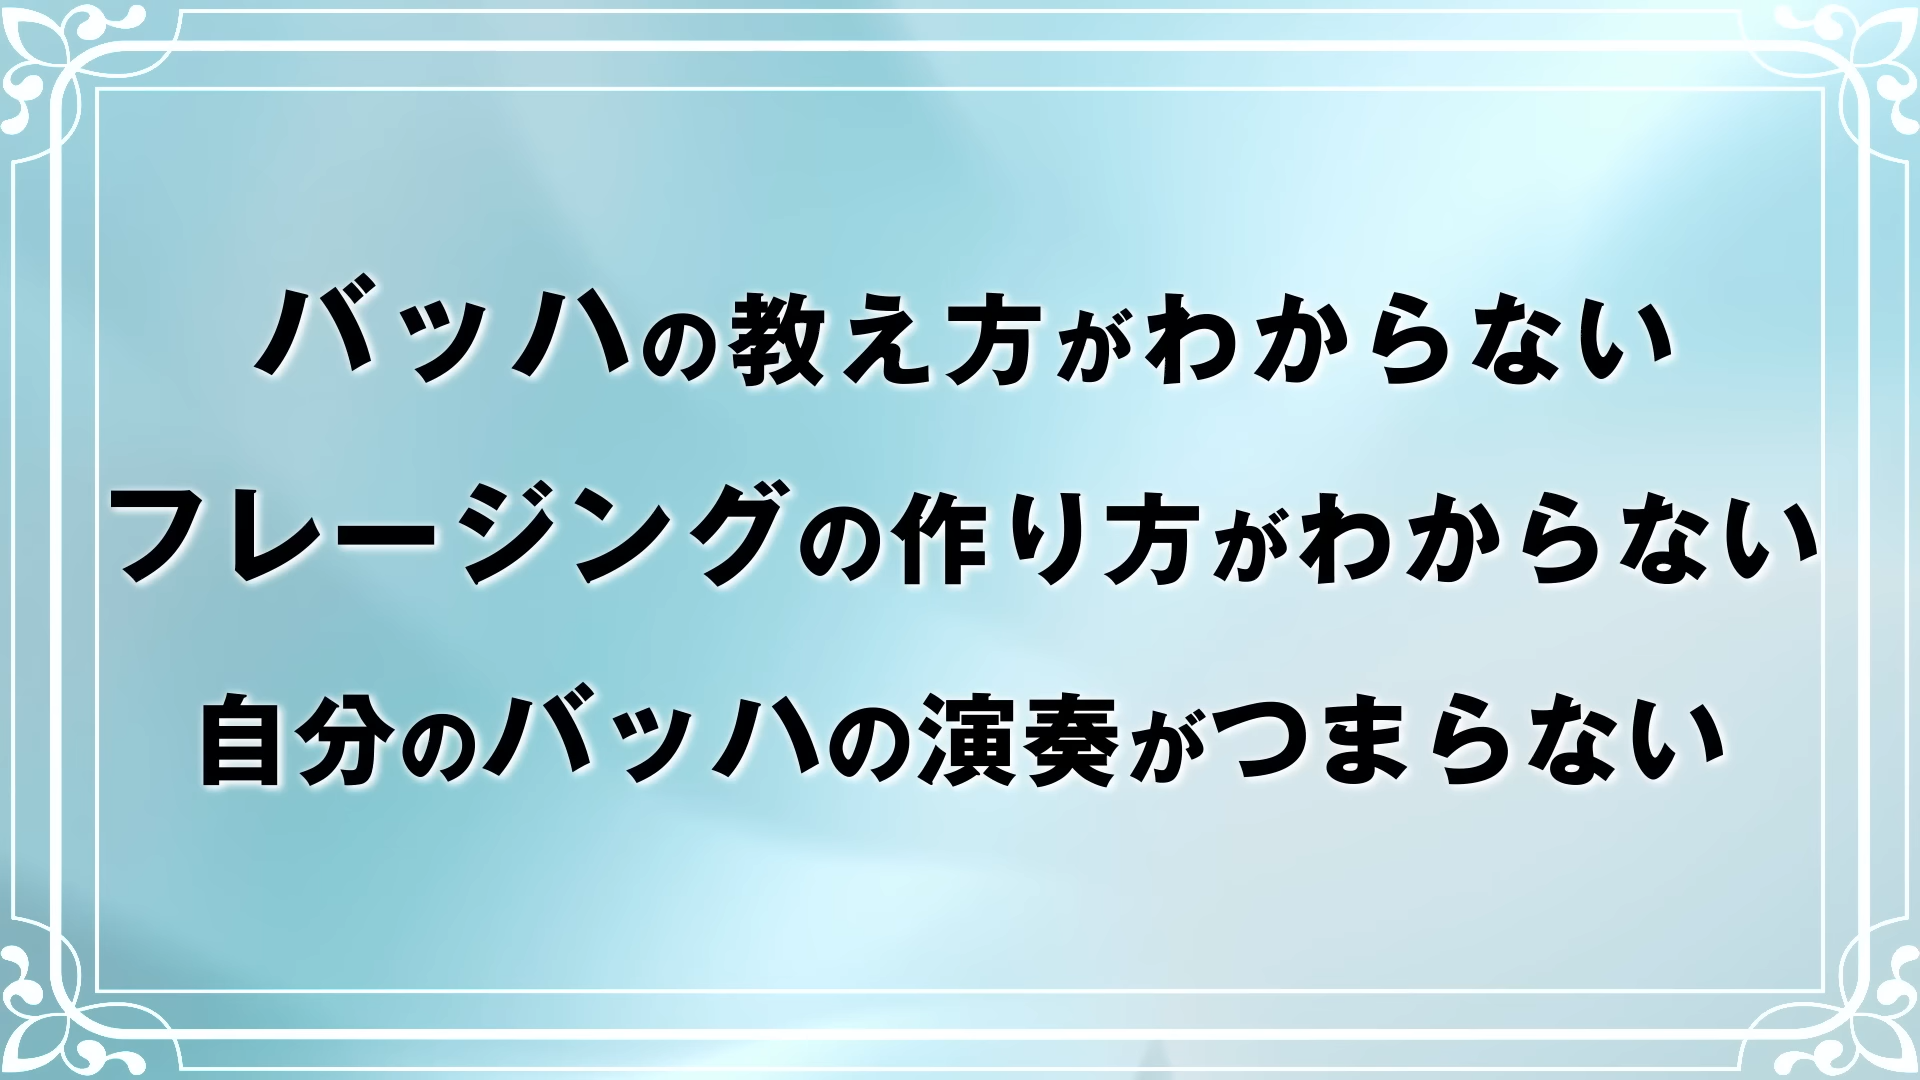 バッハの教え方がわからない
フレージングの作り方がわからない
自分のバッハの演奏がつまらない